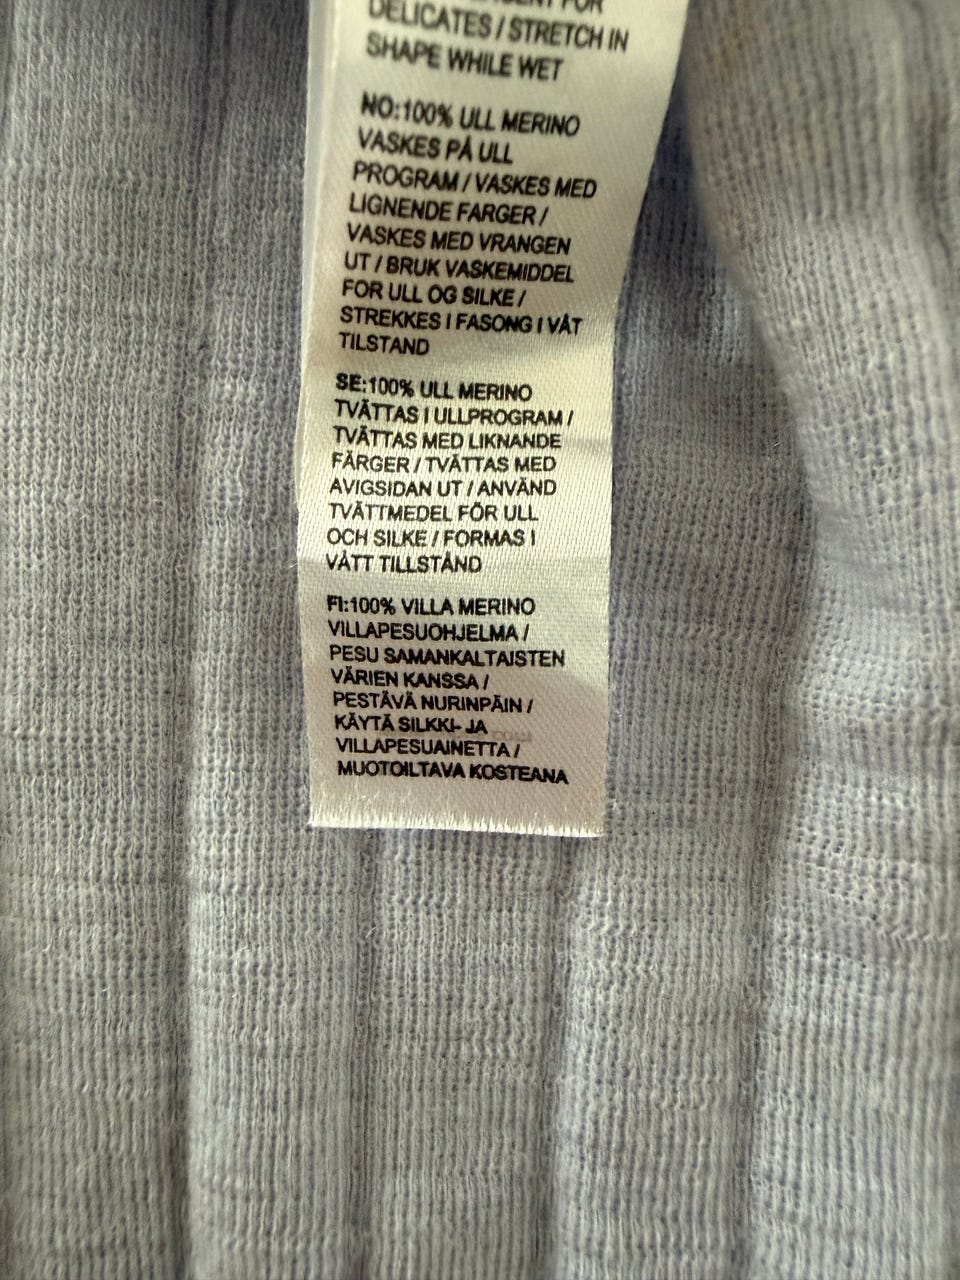 FOR
DELICATES / STRETCH IN
SHAPE WHILE WET
NO:100% ULL MERINO
VASKES PÅ ULL
PROGRAM / VASKES MED
LIGNENDE FARGER /
VASKES MED VRANGEN
UT / BRUK VASKEMIDDEL
FOR ULL OG SILKE /
STREKKES I FASONG I VÅT
TILSTAND
SE:100% ULL MERINO
TVÄTTAS I ULLPROGRAM /
TVÄTTAS MED LIKNANDE
FÄRGER / TVÄTTAS MED
AVIGSIDAN UT / ANVÄND
TVÄTTMEDEL FÖR ULL
OCH SILKE / FORMAS I
VÅTT TILLSTÅND
FI:100% VILLA MERINO
VILLAPESUOHJELMA /
PESU SAMANKALTAISTEN
VÄRIEN KANSSA /
PESTÄVÄ NURINPÄIN /
KÄYTÄ SILKKI- JA
VILLAPESUAINETTA /
MUOTOILTAVA KOSTEANA